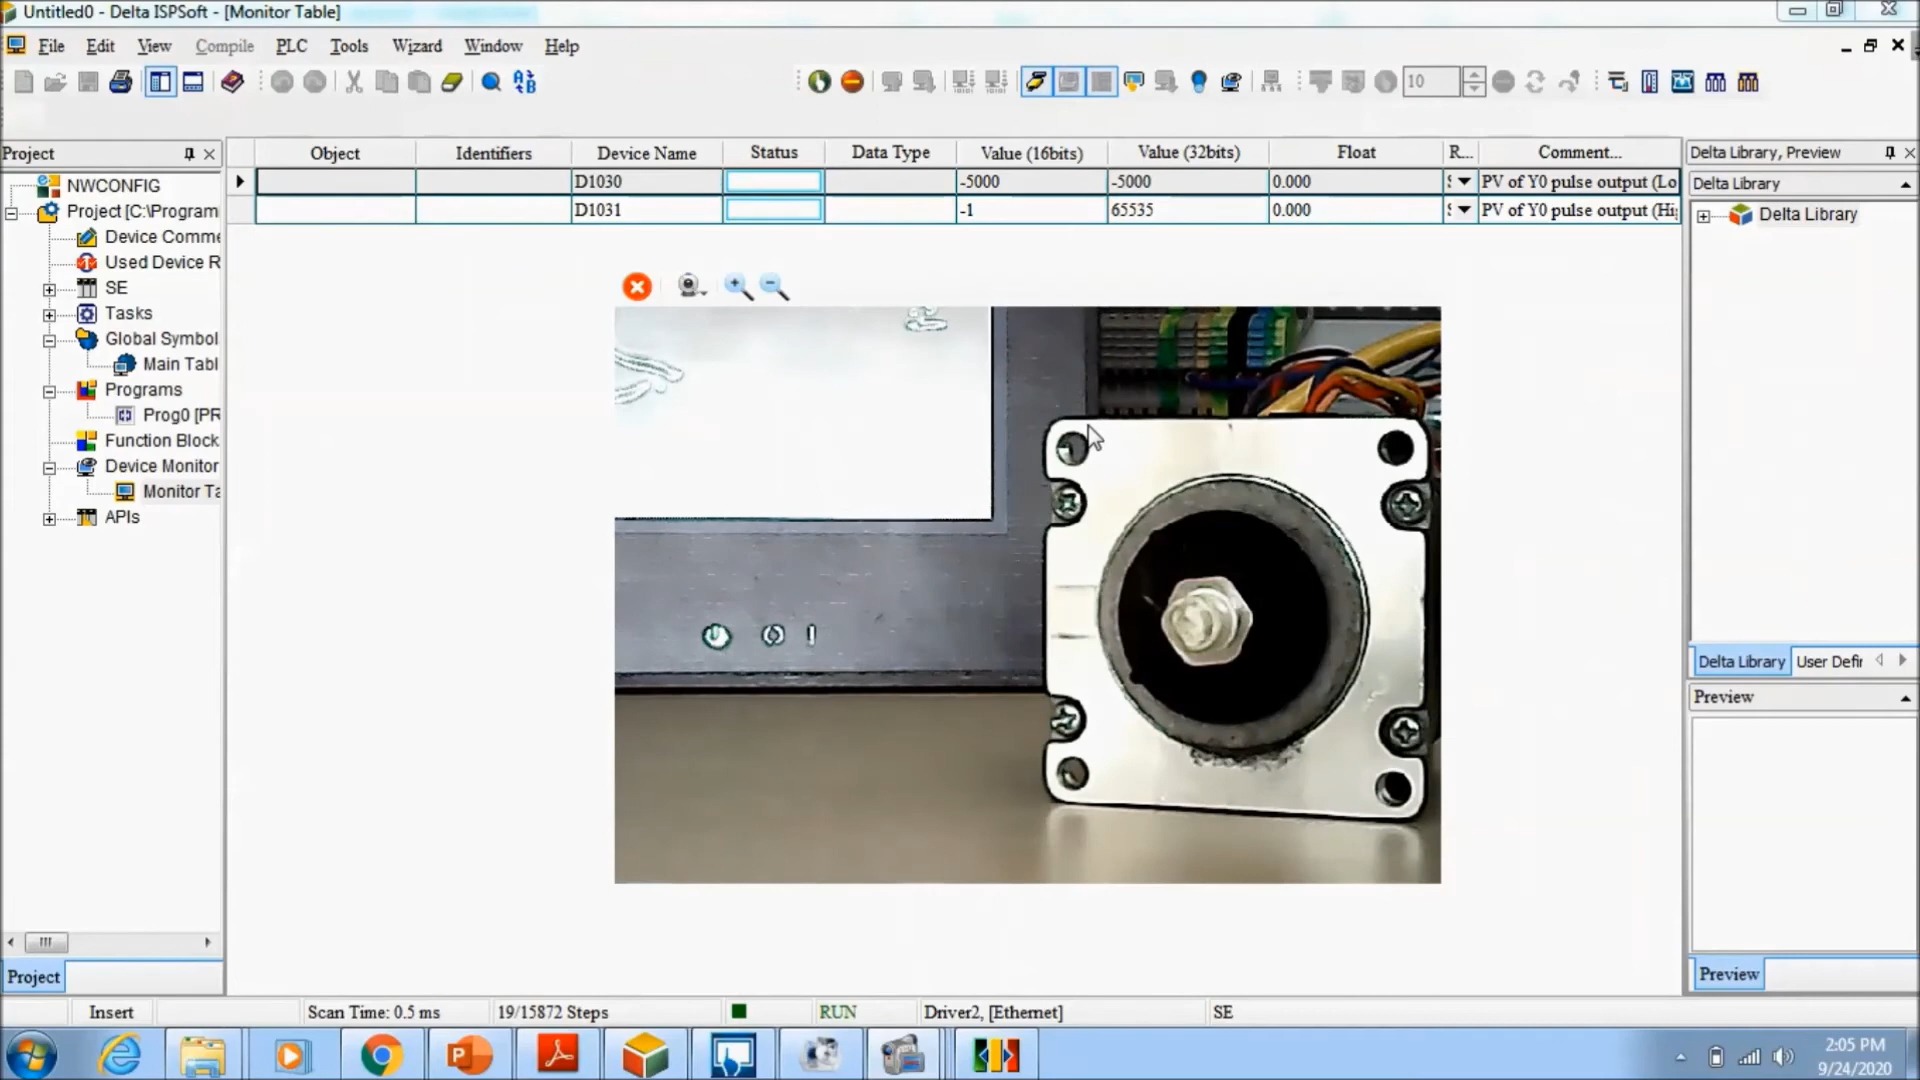 Untitled0 - Delta ISPSoft - [Monitor Table]
File Edit View Compile PLC Tools Wizard Window Help
10
Project
NWCONFIG
Project [C:\Program
Device Comme
Used Device R
SE
Tasks
Global Symbol
Main Tabl
Programs
Prog0 [PR
Function Block
Device Monitor
Monitor Ta
APIs
Project
Object Identifiers Device Name Status Data Type Value (16bits) Value (32bits) Float R... Comment...
D1030 -5000 -5000 0.000 PV of Y0 pulse output (Lo
D1031 -1 65535 0.000 PV of Y0 pulse output (Hi
Delta Library, Preview
Delta Library
Delta Library
Delta Library User Defir
Preview
Preview
Insert Scan Time: 0.5 ms 19/15872 Steps RUN Driver2, [Ethernet] SE
2:05 PM
9/24/2020